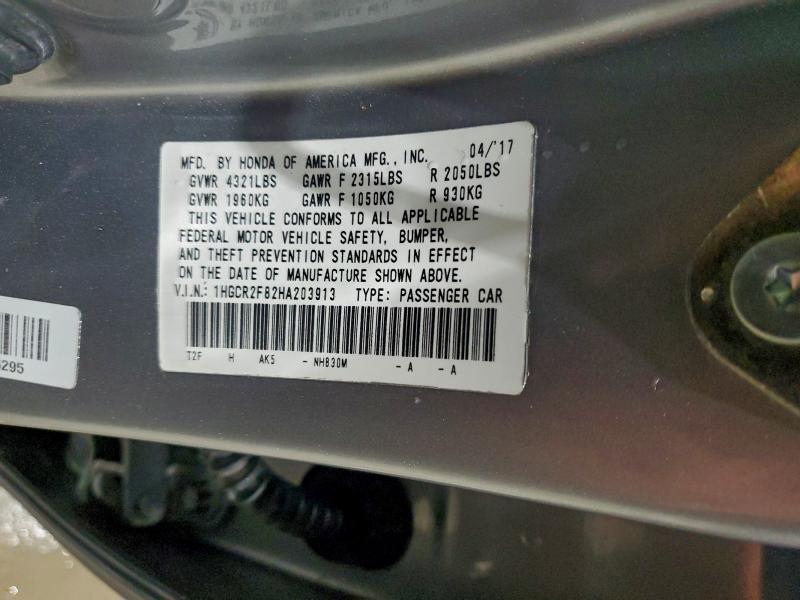 MFD. BY HONDA OF AMERICA MFG., INC. 04/'17
GVWR 4321LBS GAWR F 2315LBS R 2050LBS
GVWR 1960KG GAWR F 1050KG R 930KG
THIS VEHICLE CONFORMS TO ALL APPLICABLE
FEDERAL MOTOR VEHICLE SAFETY, BUMPER,
AND THEFT PREVENTION STANDARDS IN EFFECT
ON THE DATE OF MANUFACTURE SHOWN ABOVE.
V.I.N.: 1HGCR2F82HA203913 TYPE: PASSENGER CAR
T2F H AK5 - NH830M - A - A
295